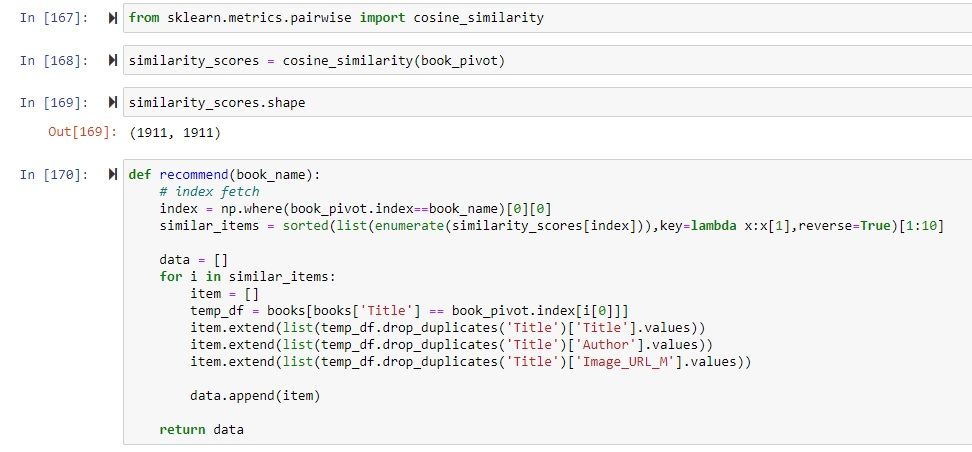 In [167]: from sklearn.metrics.pairwise import cosine_similarity
In [168]: similarity_scores = cosine_similarity(book_pivot)
In [169]: similarity_scores.shape
Out[169]: (1911, 1911)
In [170]: def recommend(book_name):
    # index fetch
    index = np.where(book_pivot.index==book_name)[0][0]
    similar_items = sorted(list(enumerate(similarity_scores[index])),key=lambda x:x[1],reverse=True)[1:10]
    data = []
    for i in similar_items:
        item = []
        temp_df = books[books['Title'] == book_pivot.index[i[0]]]
        item.extend(list(temp_df.drop_duplicates('Title')['Title'].values))
        item.extend(list(temp_df.drop_duplicates('Title')['Author'].values))
        item.extend(list(temp_df.drop_duplicates('Title')['Image_URL_M'].values))
        data.append(item)
    return data